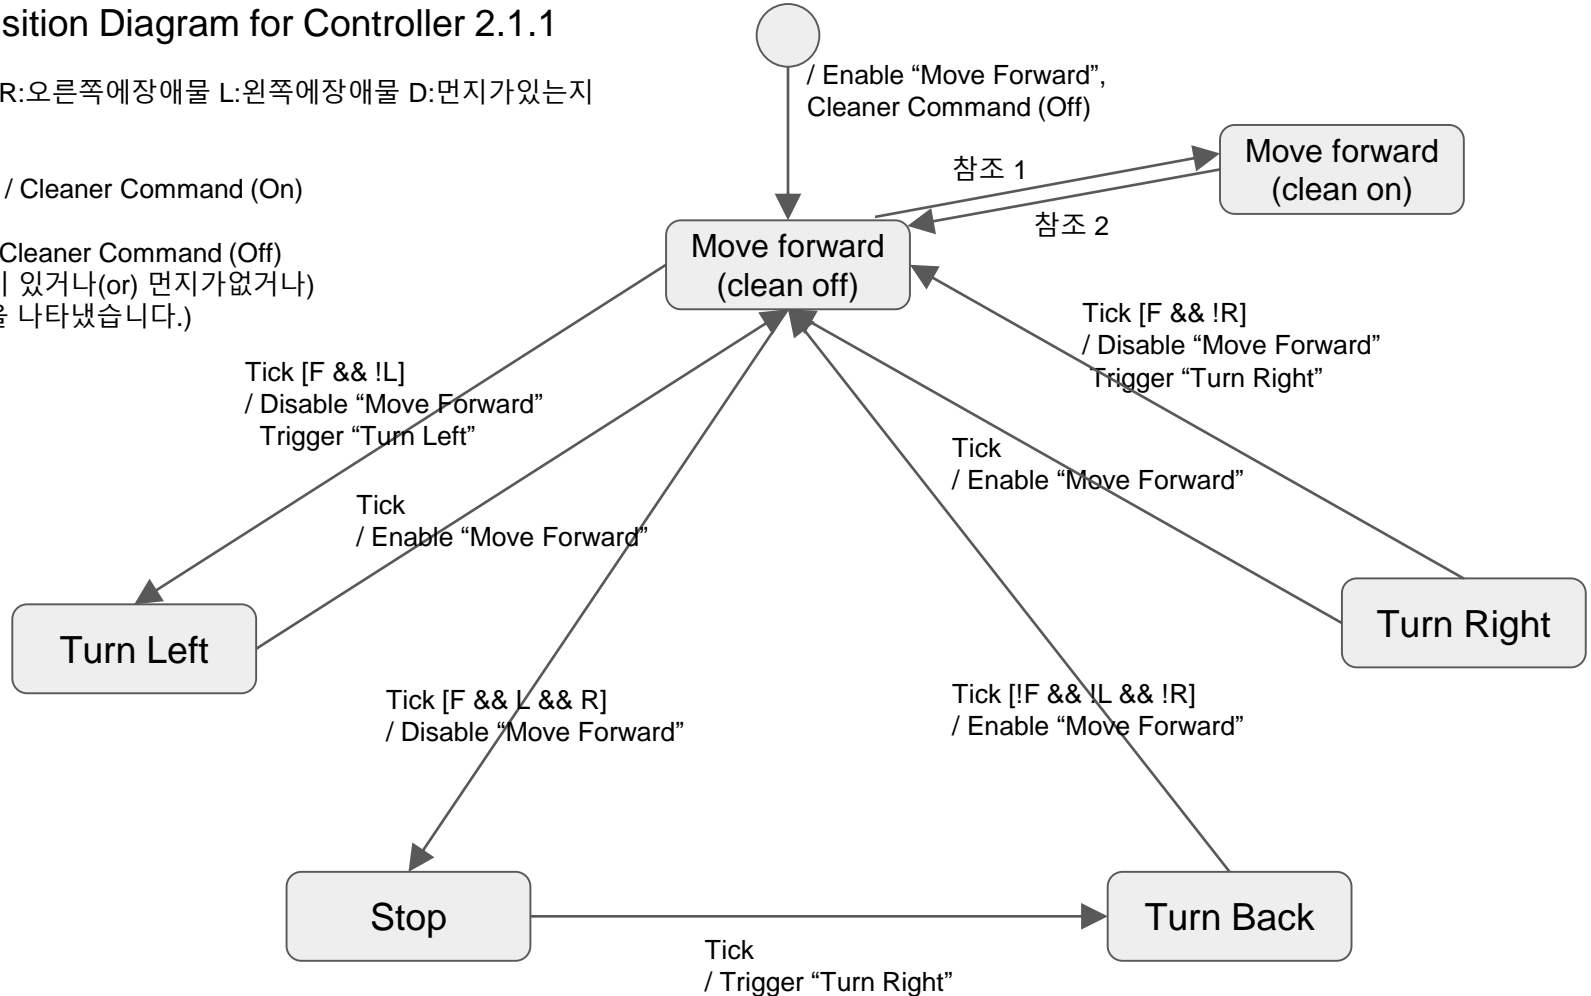 sition Diagram for Controller 2.1.1
R:오른쪽에장애물 L:왼쪽에장애물 D:먼지가있는지
/ Cleaner Command (On)
Cleaner Command (Off)
있거나(or) 먼지가없거나)
나타냈습니다.)
/ Enable “Move Forward”,
Cleaner Command (Off)
참조 1
참조 2
Move forward
(clean on)
Move forward
(clean off)
Tick [F && !L]
/ Disable “Move Forward”
Trigger “Turn Left”
Tick
/ Enable “Move Forward”
Tick [F && !R]
/ Disable “Move Forward”
Trigger “Turn Right”
Tick
/ Enable “Move Forward”
Turn Left
Turn Right
Tick [F && L && R]
/ Disable “Move Forward”
Tick [!F && !L && !R]
/ Enable “Move Forward”
Stop
Turn Back
Tick
/ Trigger “Turn Right”